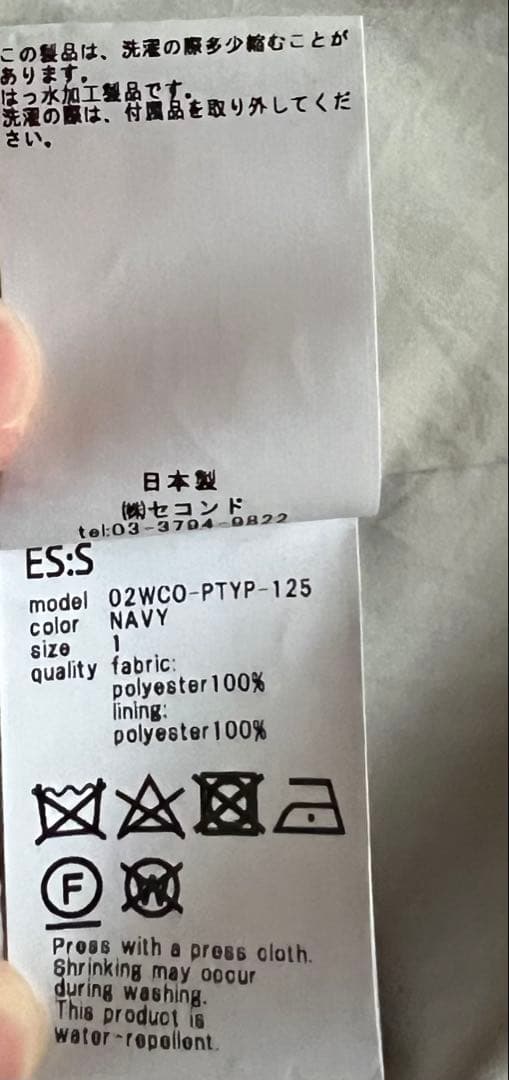 この製品は、洗濯の際多少縮むことが
あります。
はっ水加工製品です。
洗濯の際は、付属品を取り外してくだ
さい。
日本製
㈱セコンド
tel:03-3794-9822
ES:S
model 02WCO-PTYP-125
color NAVY
size 1
quality fabric:
polyester100%
lining:
polyester100%
F W
Press with a press cloth.
Shrinking may occur
during washing.
This product is
water-repellent.